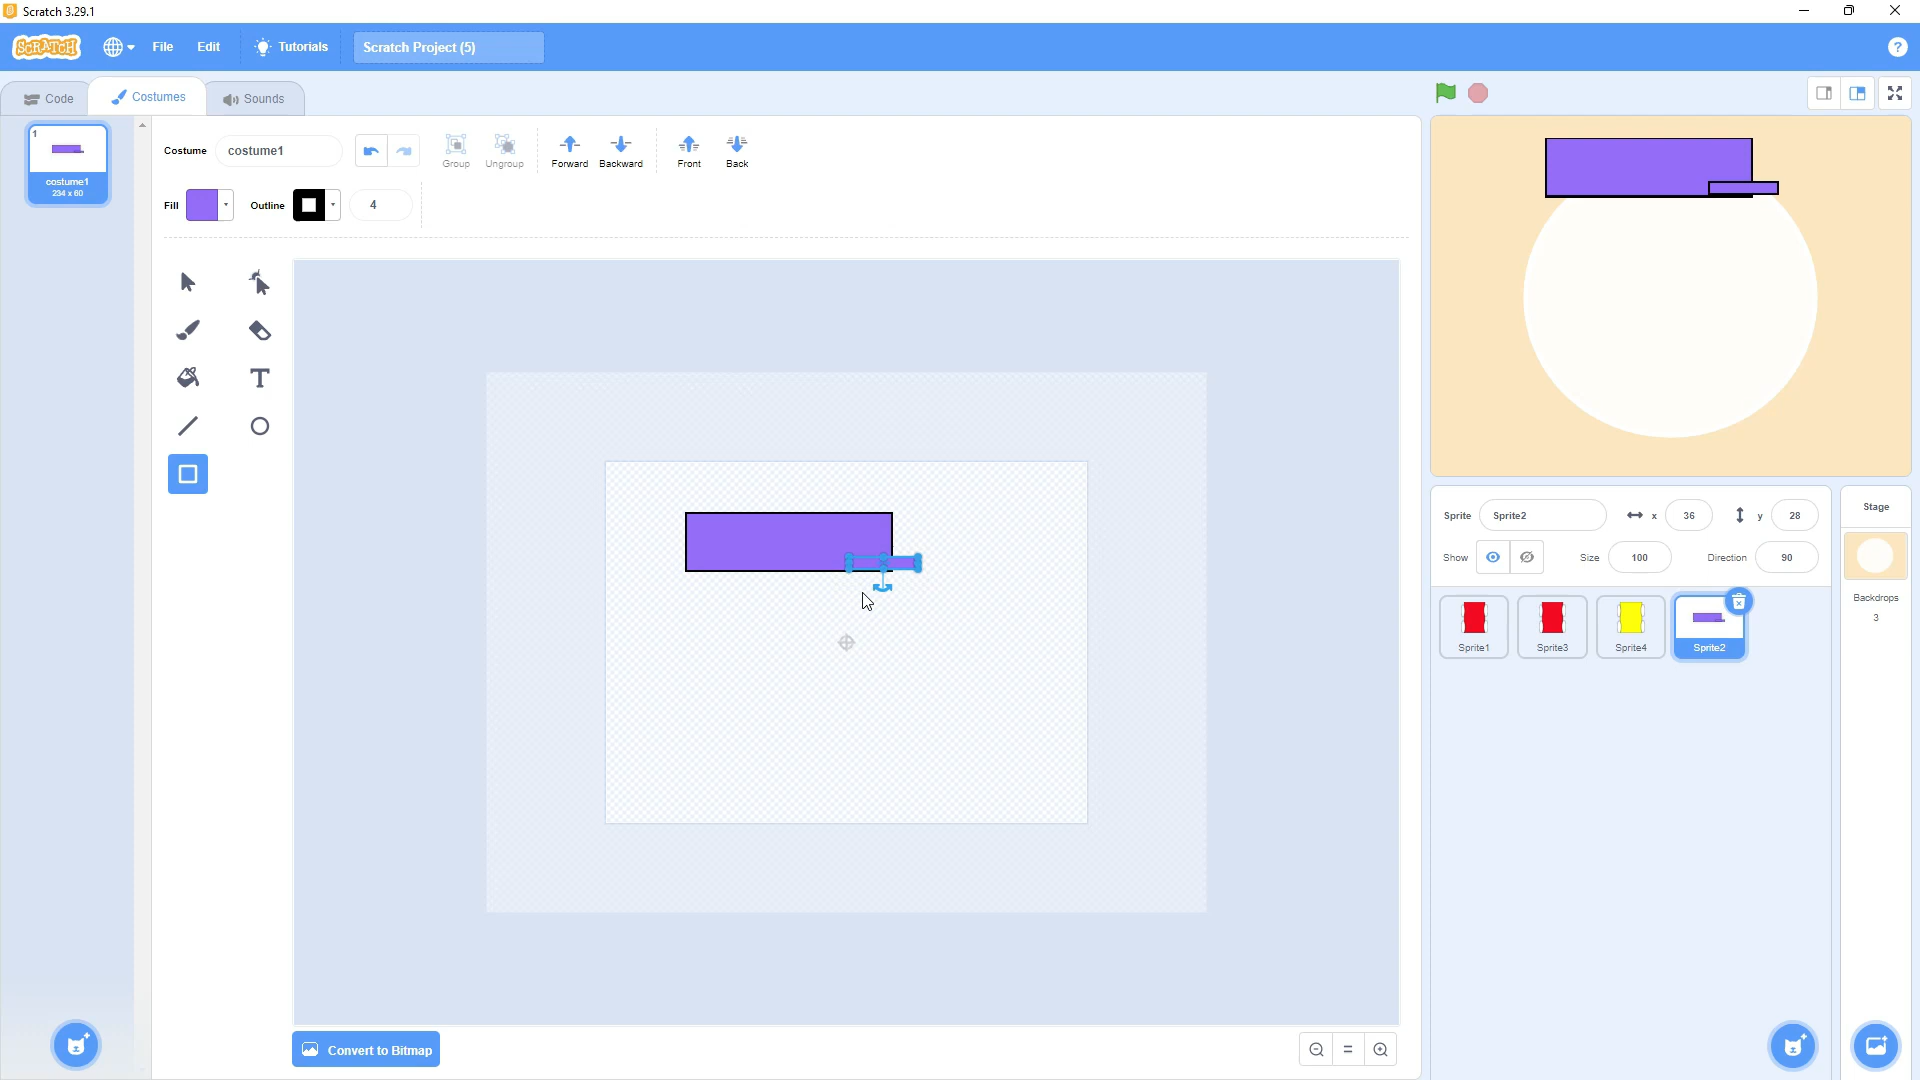 Scratch 3.29.1
SCRATCH File Edit Tutorials Scratch Project (5) ?
Code Costumes Sounds
1
costume1
234 x 60
Costume costume1 Group Ungroup Forward Backward Front Back
Fill Outline 4
T
Convert to Bitmap
Sprite Sprite2 x 36 y 28
Show Size 100 Direction 90
Sprite1 Sprite3 Sprite4 Sprite2
Stage
Backdrops
3